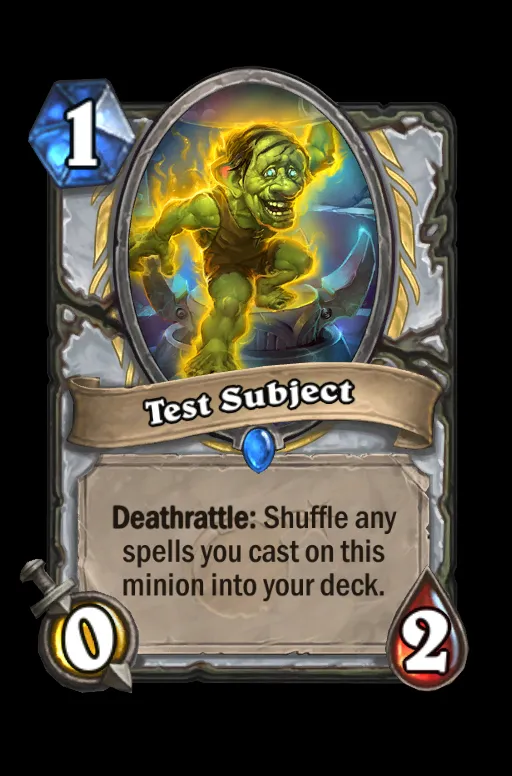 1
Test Subject
Deathrattle: Shuffle any
spells you cast on this
minion into your deck.
0
2